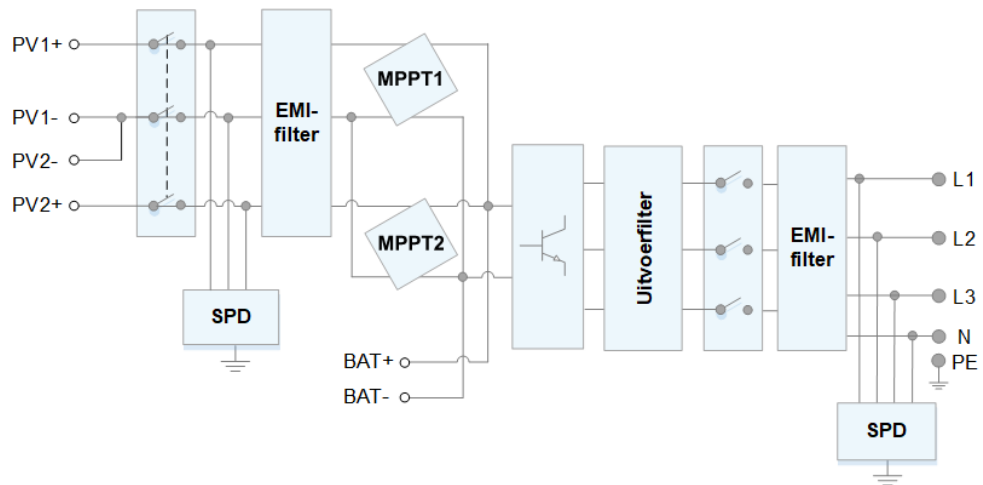 PV1+
PV1-
PV2-
PV2+
EMI-
filter
SPD
MPPT1
MPPT2
BAT+
BAT-
Uitvoerfilter
EMI-
filter
L1
L2
L3
N
PE
SPD